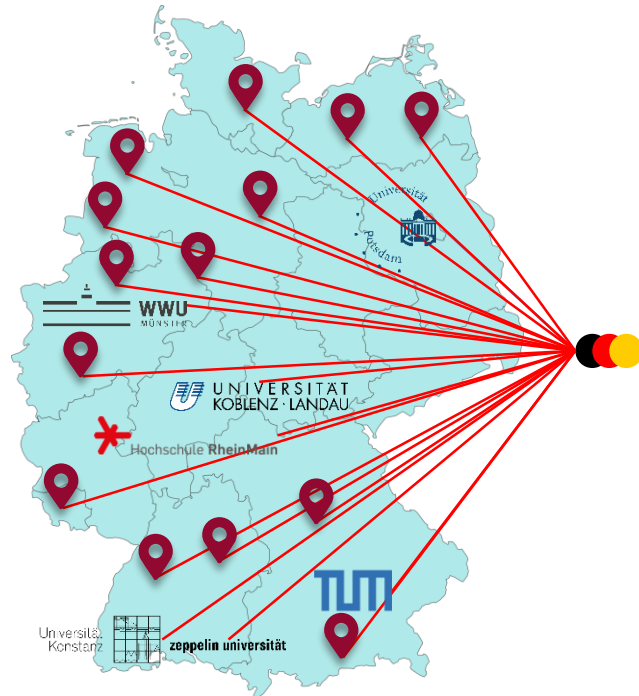 Universität
Potsdam
WWU
MÜNSTER
UNIVERSITÄT
KOBLENZ · LANDAU
Hochschule RheinMain
TUM
Universität
Konstanz
zeppelin universität